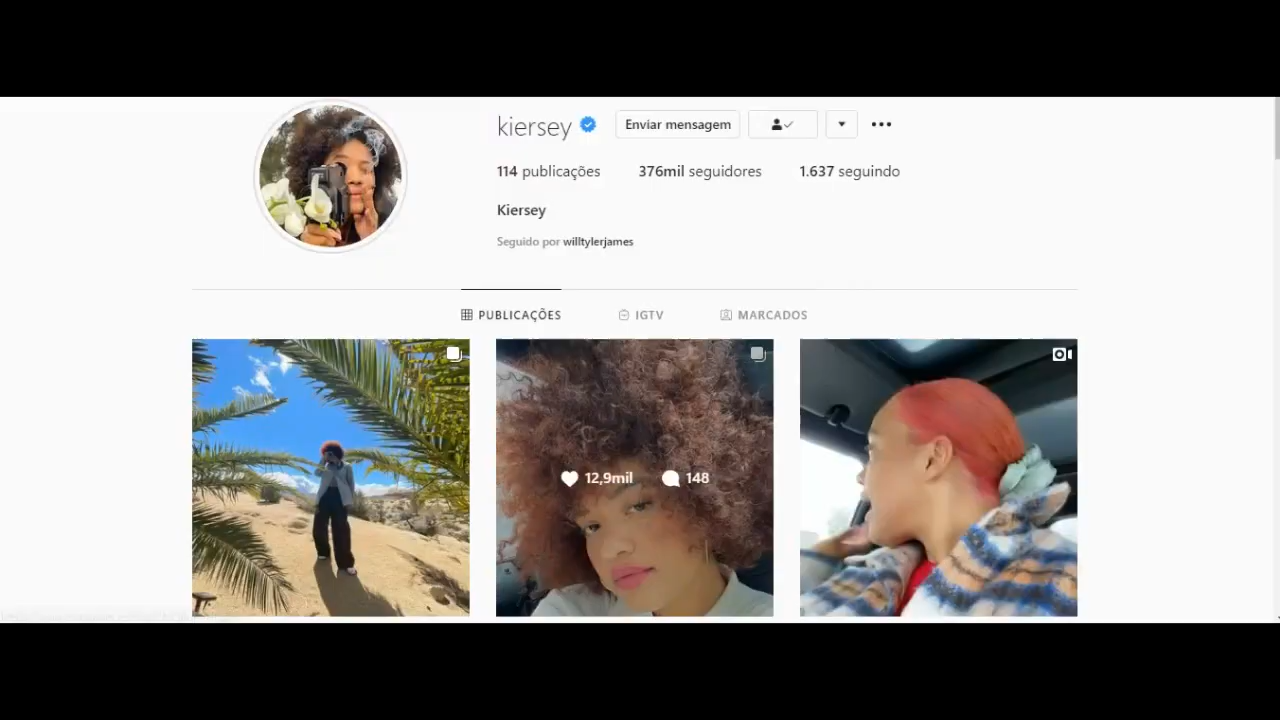 kiersey Enviar mensagem
114 publicações 376mil seguidores 1.637 seguindo
Kiersey
Seguido por willtylerjames
PUBLICAÇÕES IGTV MARCADOS
12,9mil 148